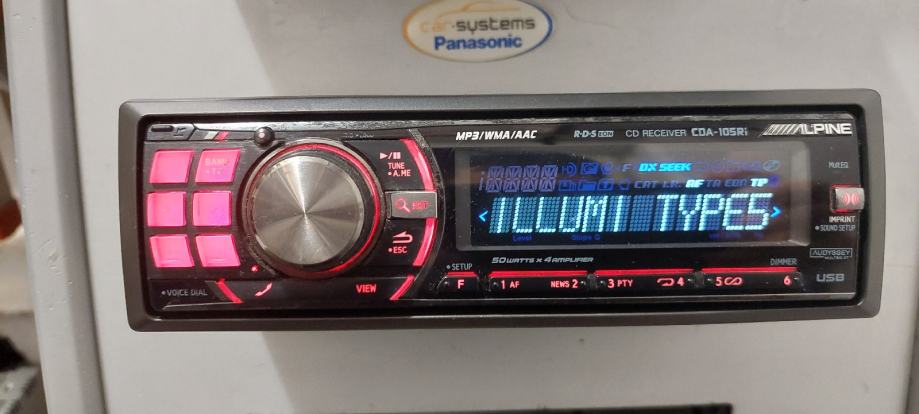 car-systems
Panasonic
MP3/WMA/AAC
R·D·S EON
CD RECEIVER CDA-105Ri
ALPINE
BAND
TUNE
• A.ME
• ESC
F DX SEEK
CAT I.R. AF TA EON TP
ILLUMI TYPES
Level
IMPRINT
• SOUND SETUP
AUDYSSEY
50WATTS × 4 AMPLIFIER
DIMMER
USB
• SETUP
• VOICE DIAL
VIEW
F
1 AF
NEWS 2
3 PTY
4
5
6